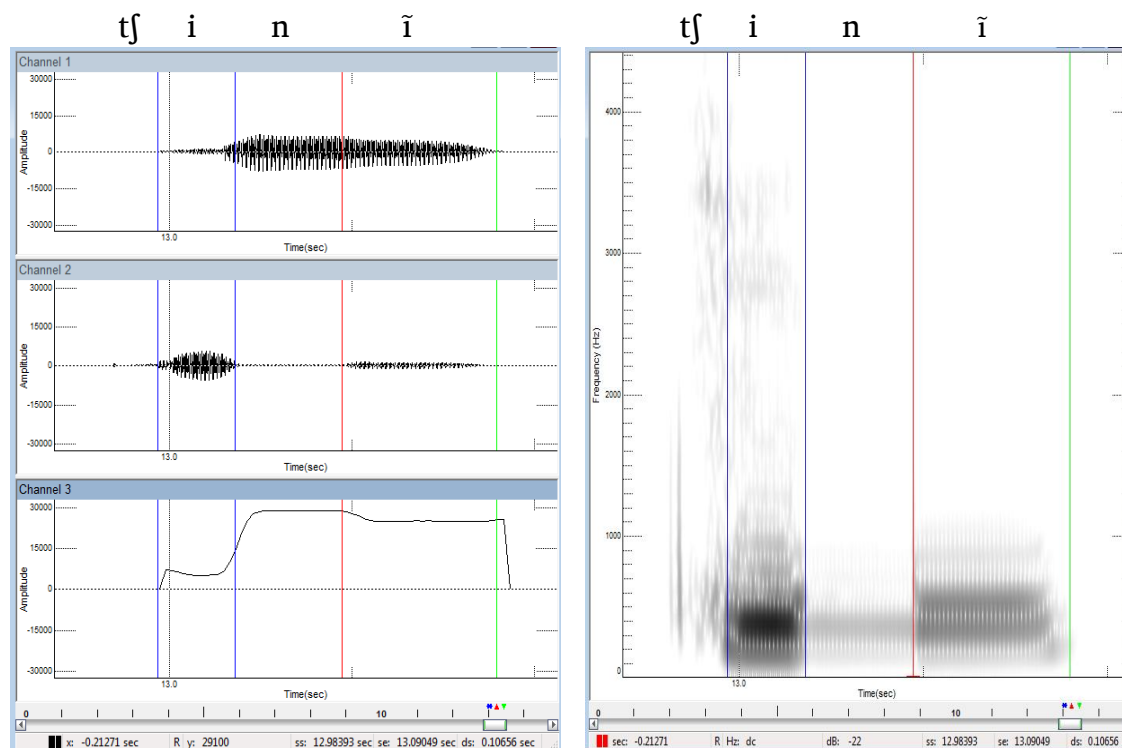 tʃ i n ĩ
Channel 1
30000
15000
0
-15000
-30000
Amplitude
13.0
Time(sec)
Channel 2
30000
15000
0
-15000
-30000
Amplitude
13.0
Time(sec)
Channel 3
30000
15000
0
-15000
-30000
Amplitude
13.0
Time(sec)
0 10
x: -0.21271 sec R y: 29100 ss: 12.98393 sec se: 13.09049 sec ds: 0.10656 sec
tʃ i n ĩ
4000
3000
2000
1000
0
Frequency (Hz)
13.0
Time(sec)
0 10
sec: -0.21271 R Hz: dc dB: -22 ss: 12.98393 se: 13.09049 ds: 0.10656